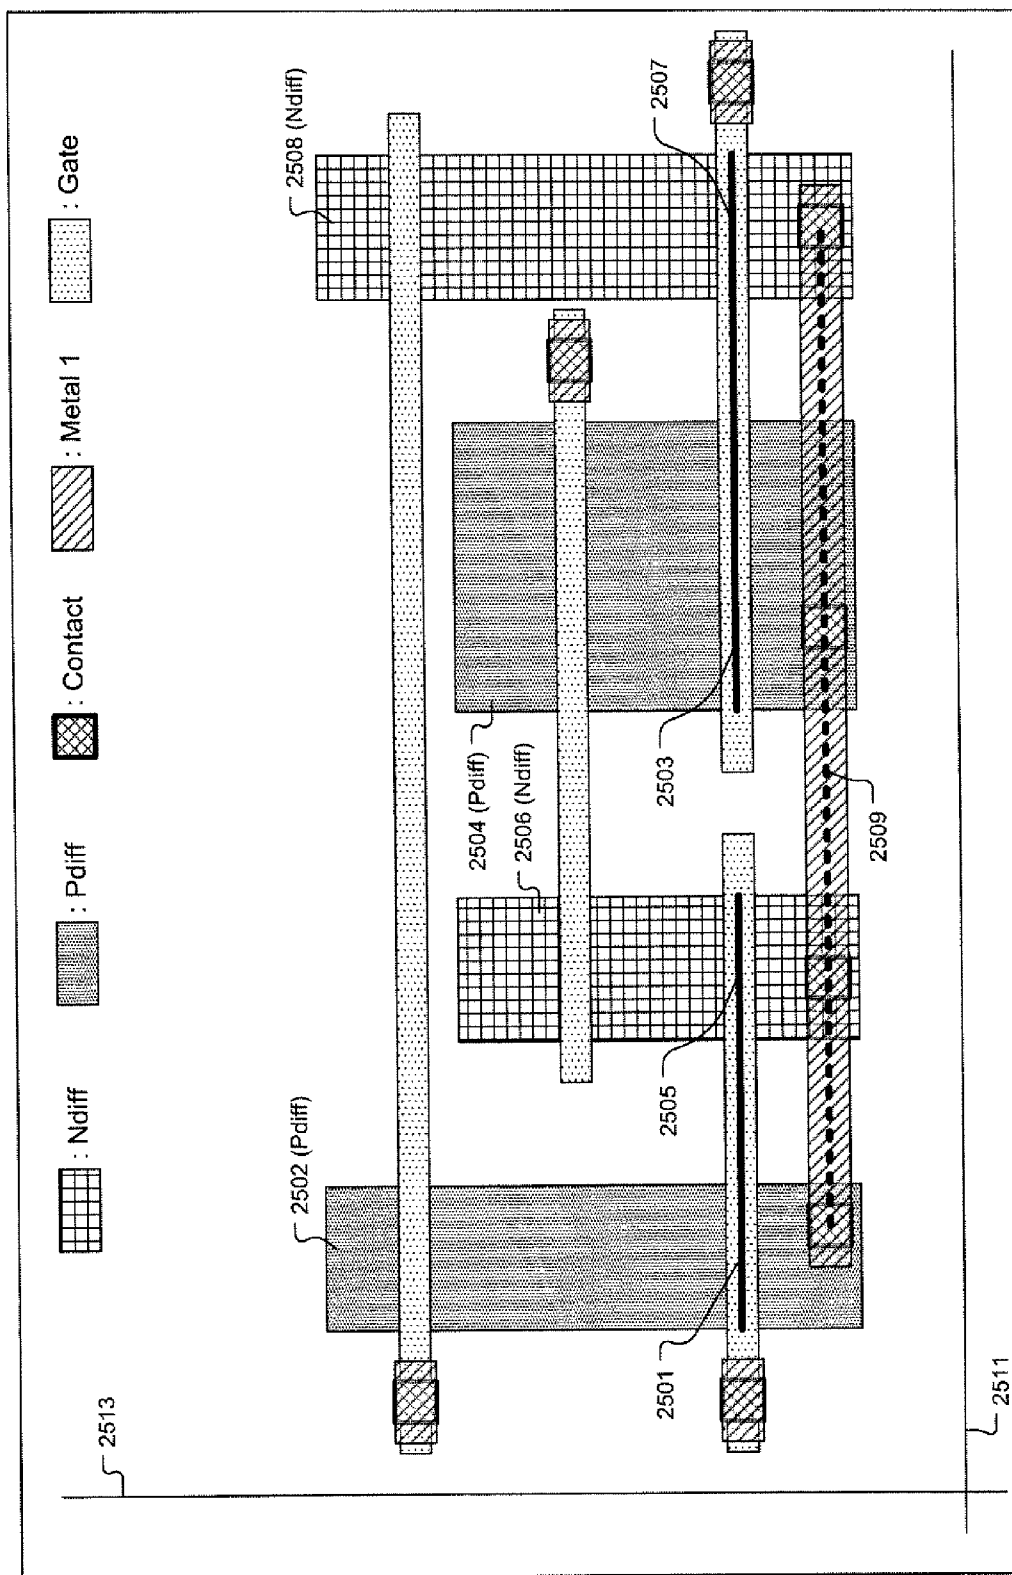 : Ndiff
: Pdiff
: Contact
: Metal 1
: Gate
2513
2502 (Pdiff)
2504 (Pdiff)
2506 (Ndiff)
2508 (Ndiff)
2501
2505
2503
2507
2509
2511